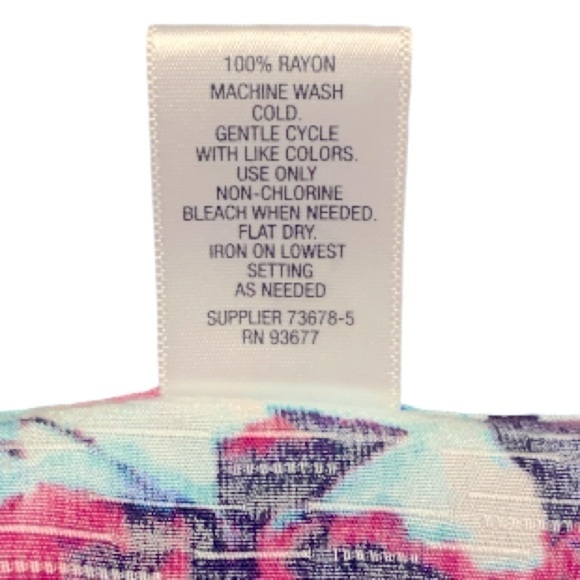 100% RAYON
MACHINE WASH
COLD.
GENTLE CYCLE
WITH LIKE COLORS.
USE ONLY
NON-CHLORINE
BLEACH WHEN NEEDED.
FLAT DRY.
IRON ON LOWEST
SETTING
AS NEEDED
SUPPLIER 73678-5
RN 93677